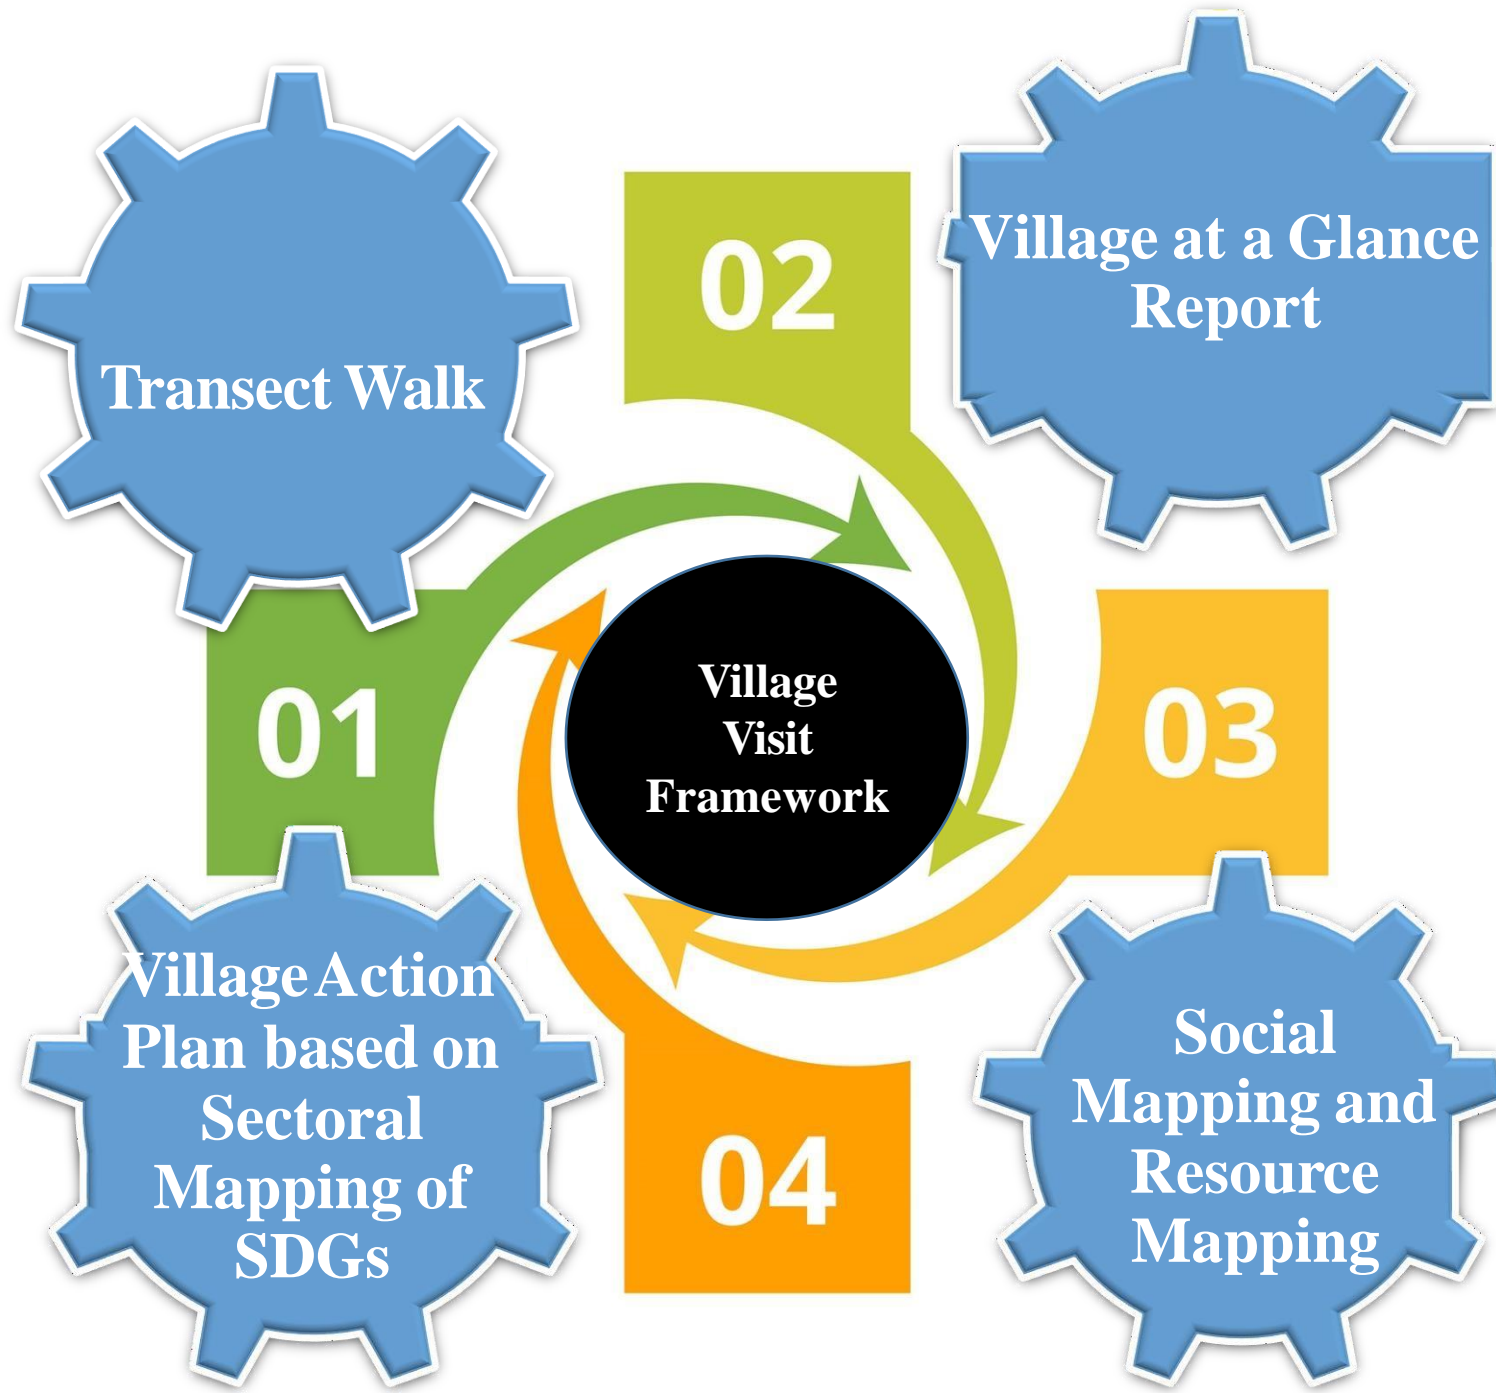 Transect Walk
01
02
Village at a Glance
Report
03
Social
Mapping and
Resource
Mapping
04
Village Action
Plan based on
Sectoral
Mapping of
SDGs
Village
Visit
Framework